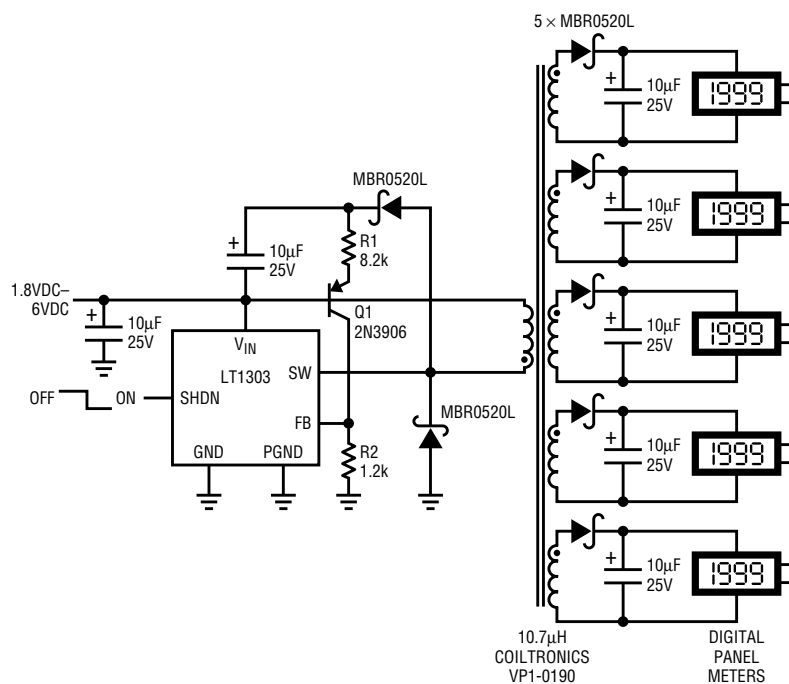 5 × MBR0520L
10μF
25V
1999
MBR0520L
10μF
25V
1999
R1
8.2k
10μF
25V
1.8VDC–
6VDC
Q1
2N3906
10μF
25V
10μF
25V
1999
VIN
LT1303
SW
OFF
ON
SHDN
FB
MBR0520L
GND
PGND
R2
1.2k
10μF
25V
1999
10μF
25V
1999
10.7μH
COILTRONICS
VP1-0190
DIGITAL
PANEL
METERS